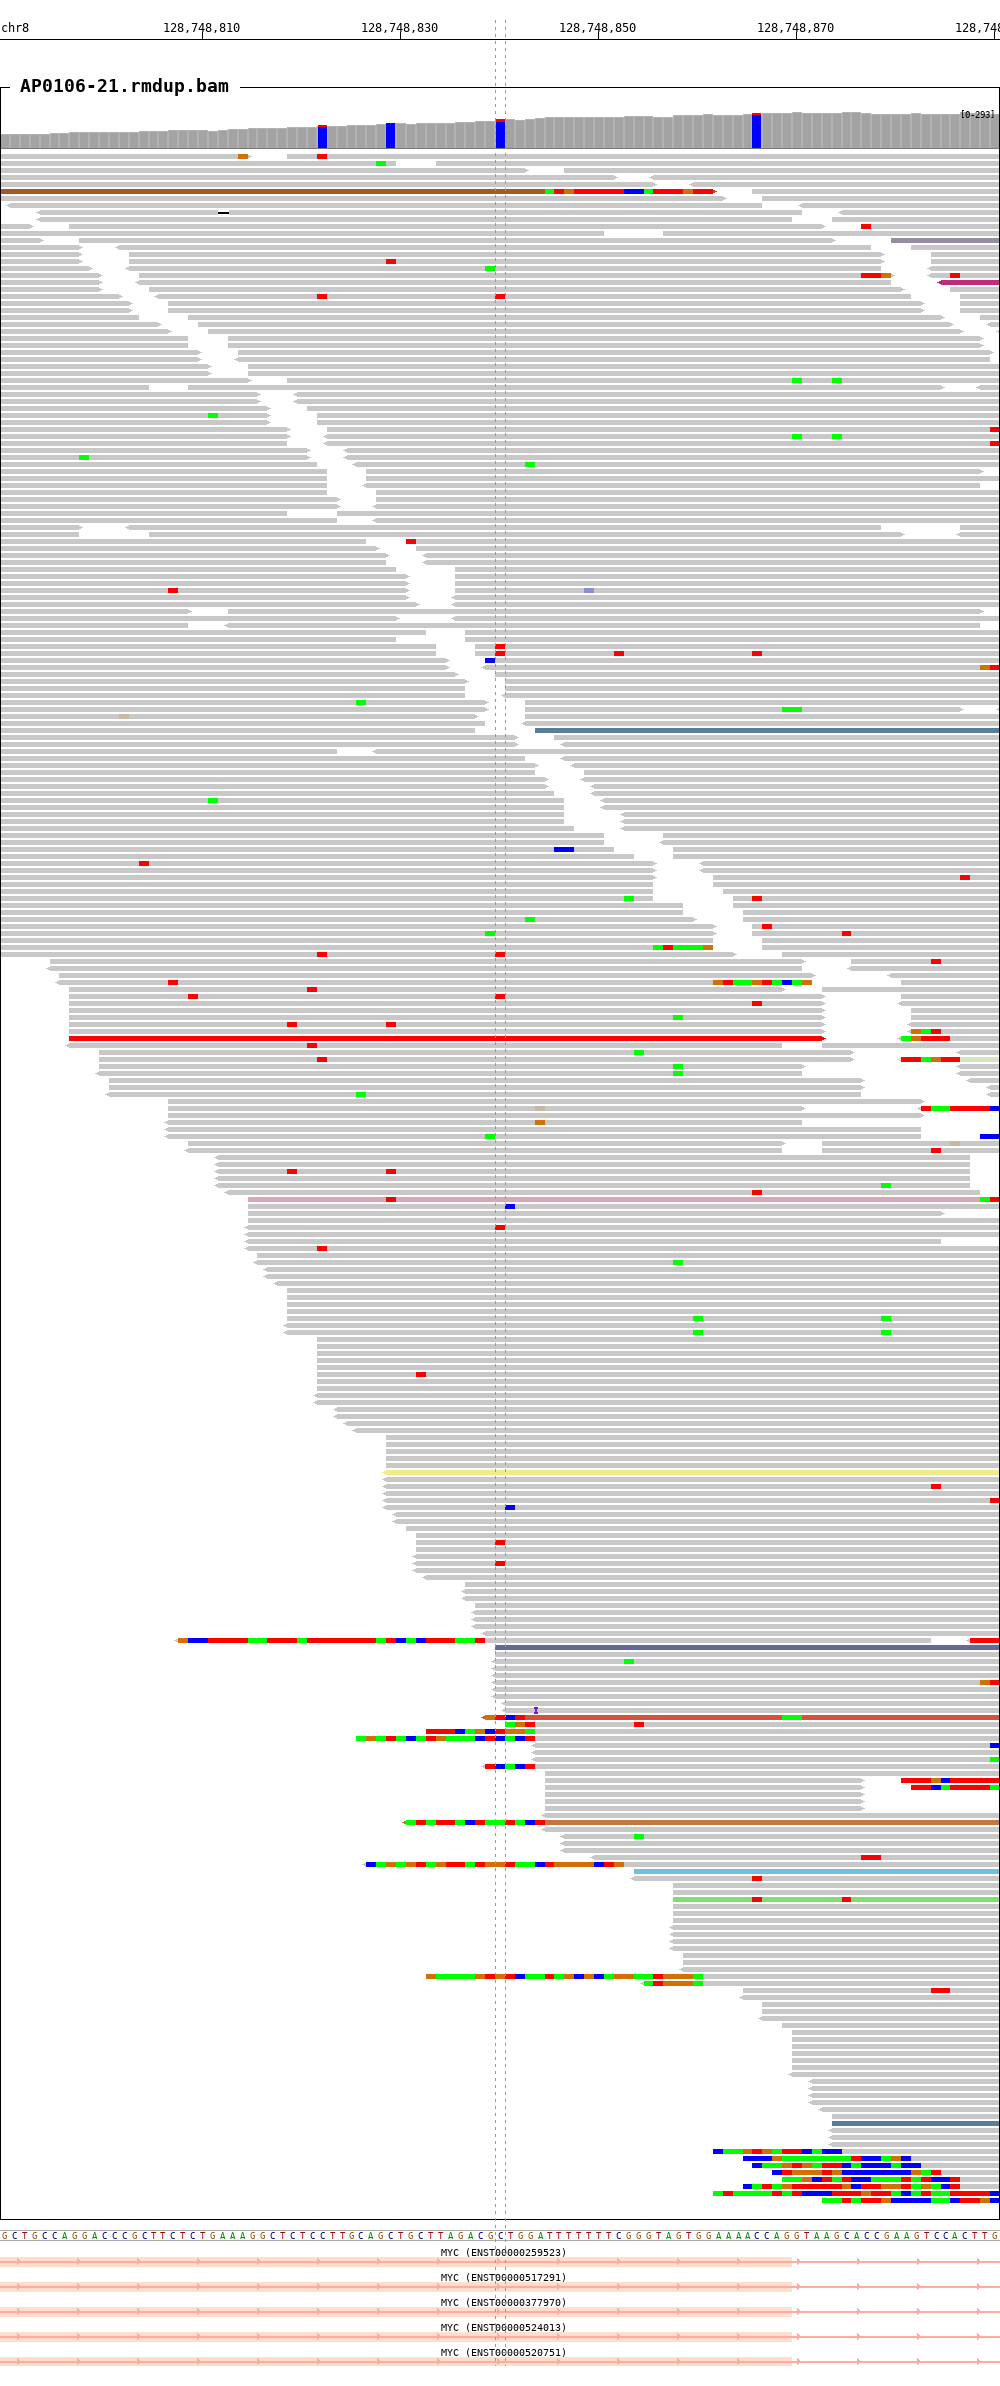 chr8 128,748,810 128,748,830 128,748,850 128,748,870 128,748
AP0106-21.rmdup.bam
[0-293]
GCTGCCAGGACCCGCTTCTCTGAAAGGCTCTCCTTGCAGCTGCTTAGACGCTGGATTTTTTTCGGGTAGTGGAAAACCAGGTAAGCACCGAAGTCCACTTG
MYC (ENST00000259523)
MYC (ENST00000517291)
MYC (ENST00000377970)
MYC (ENST00000524013)
MYC (ENST00000520751)